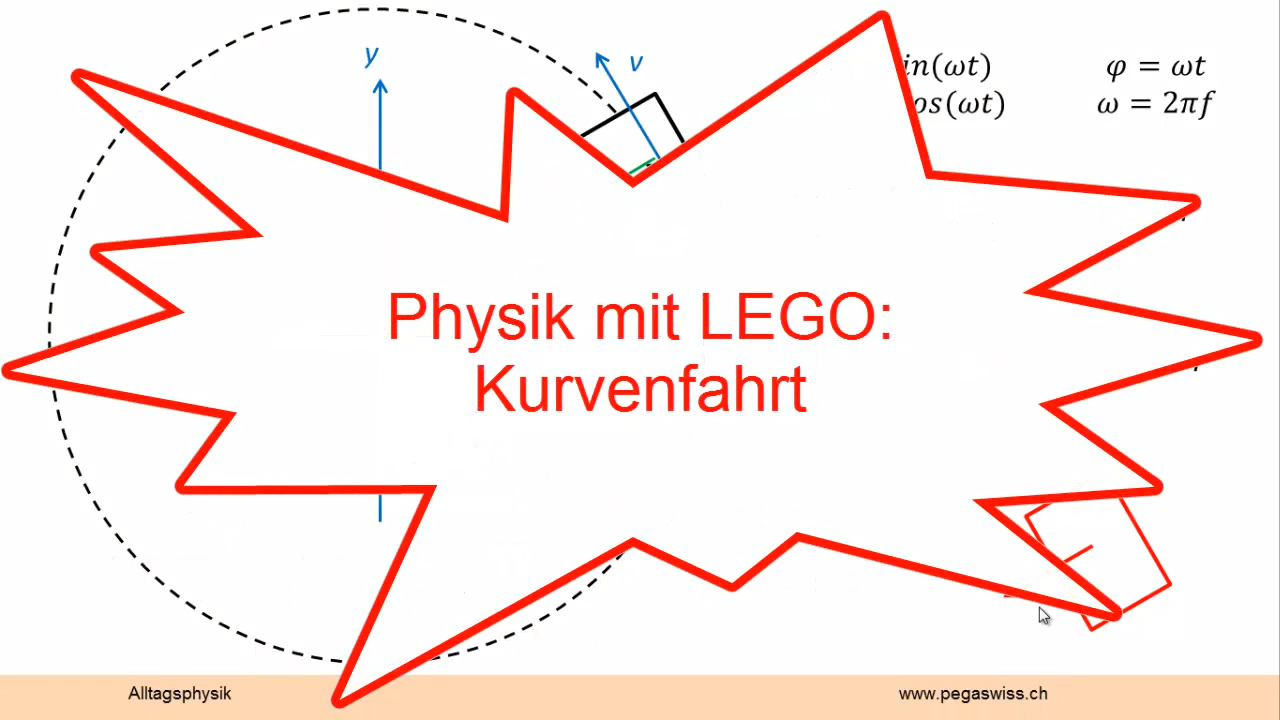 y
v
in(ωt) φ = ωt
os(ωt) ω = 2πf
Physik mit LEGO:
Kurvenfahrt
Alltagsphysik www.pegaswiss.ch